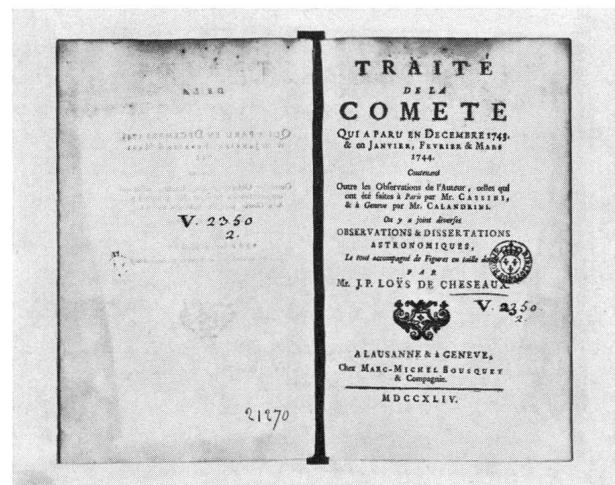 V. 2350
2.
21270
TRAITÉ
DE LA
COMETE
QUI A PARU EN DECEMBRE 1743.
& en JANVIER, FEVRIER & MARS
1744.
Contenant
Outre les Observations de l'Auteur, celles qui
ont été faites à Paris par Mr. CASSINI,
& à Geneve par Mr. CALANDRINI.
On y a joint diverses
OBSERVATIONS & DISSERTATIONS
ASTRONOMIQUES,
Le tout accompagné de Figures en taille
PAR
Mr. J. P. LOŸS DE CHESEAUX
V. 2350.
2.
A LAUSANNE & à GENEVE,
Chez MARC-MICHEL BOUSQUET
& Compagnie.
MDCCXLIV.